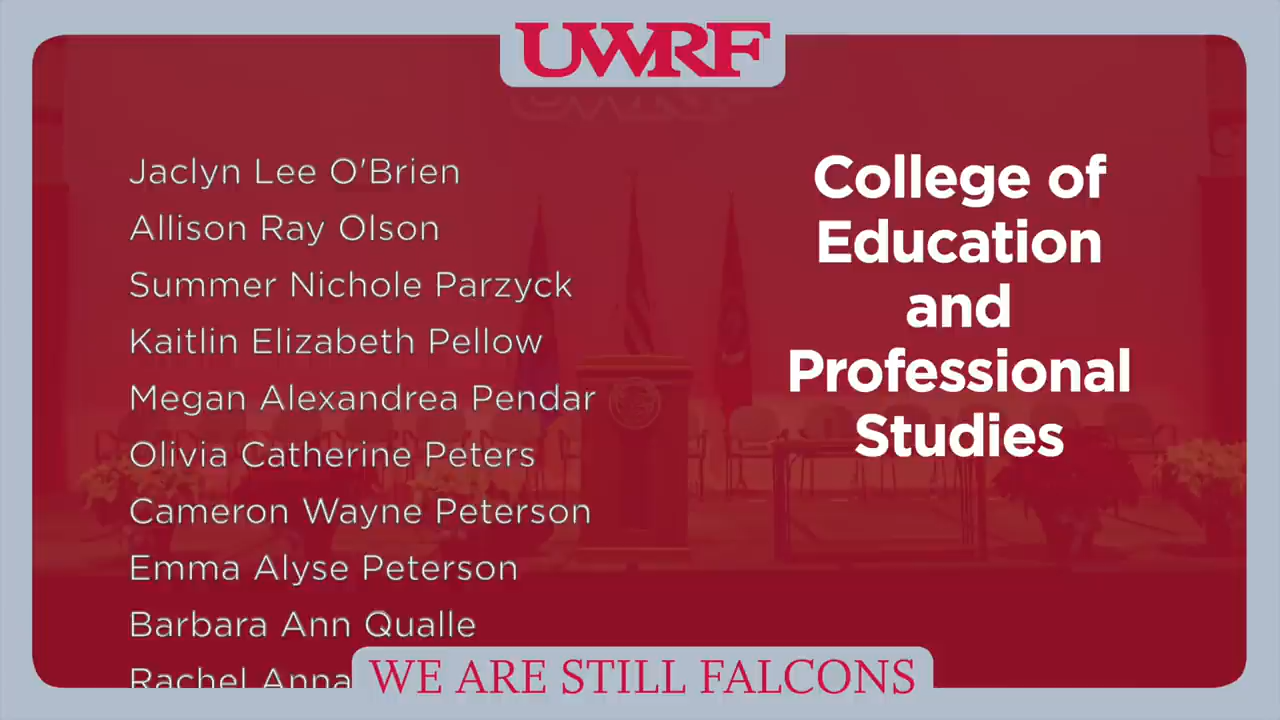 UWRF
Jaclyn Lee O'Brien
Allison Ray Olson
Summer Nichole Parzyck
Kaitlin Elizabeth Pellow
Megan Alexandrea Pendar
Olivia Catherine Peters
Cameron Wayne Peterson
Emma Alyse Peterson
Barbara Ann Qualle
Rachel Anna
College of
Education
and
Professional
Studies
WE ARE STILL FALCONS